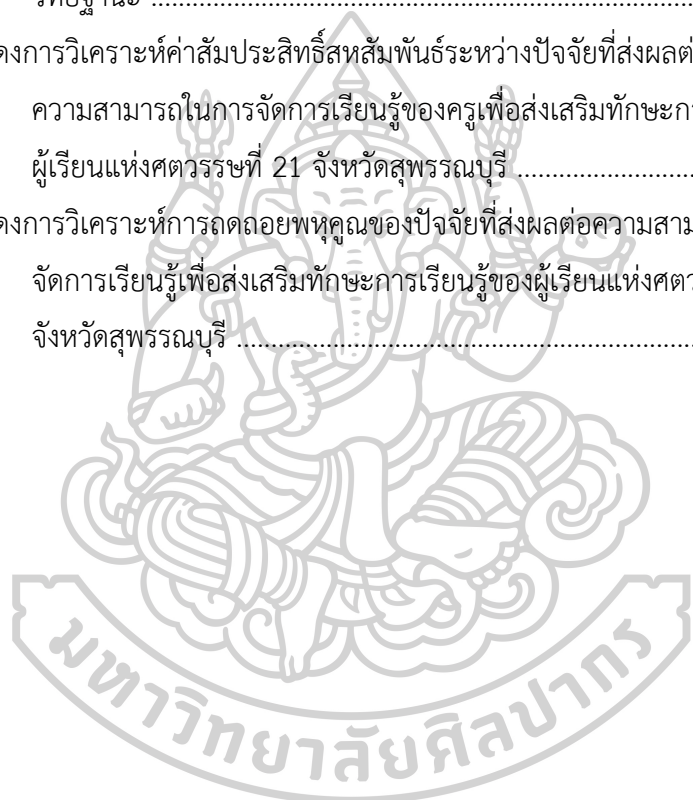 วิทยฐานะ ................................................................
ดงการวิเคราะห์ค่าสัมประสิทธิ์สหสัมพันธ์ระหว่างปัจจัยที่ส่งผลต่
ความสามารถในการจัดการเรียนรู้ของครูเพื่อส่งเสริมทักษะกา
ผู้เรียนแห่งศตวรรษที่ 21 จังหวัดสุพรรณบุรี .........................
ดงการวิเคราะห์การถดถอยพหุคูณของปัจจัยที่ส่งผลต่อความสาม
จัดการเรียนรู้เพื่อส่งเสริมทักษะการเรียนรู้ของผู้เรียนแห่งศตว
จังหวัดสุพรรณบุรี ................................................................
มหาวิทยาลัยศิลปากร